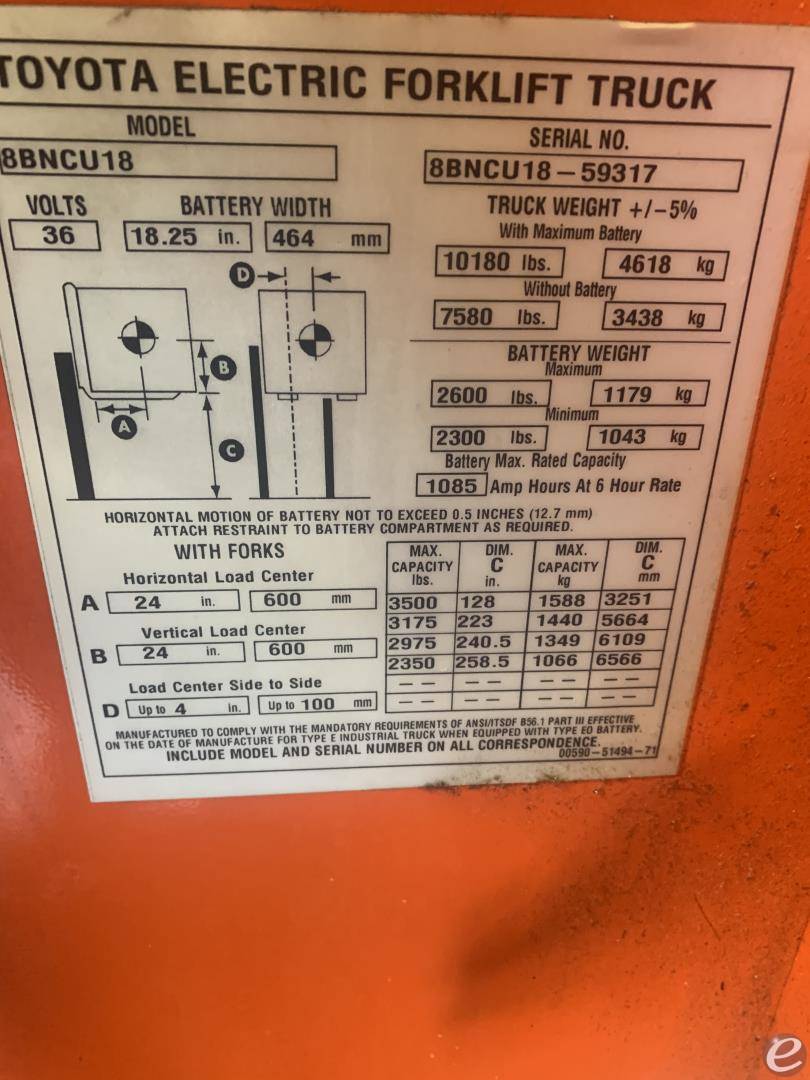 TOYOTA ELECTRIC FORKLIFT TRUCK
MODEL
8BNCU18
SERIAL NO.
8BNCU18-59317
VOLTS
36
BATTERY WIDTH
18.25 in. 464 mm
TRUCK WEIGHT +/-5%
With Maximum Battery
10180 lbs. 4618 kg
Without Battery
7580 lbs. 3438 kg
BATTERY WEIGHT
Maximum
2600 lbs. 1179 kg
Minimum
2300 lbs. 1043 kg
Battery Max. Rated Capacity
1085 Amp Hours At 6 Hour Rate
D
B
A
C
HORIZONTAL MOTION OF BATTERY NOT TO EXCEED 0.5 INCHES (12.7 mm)
ATTACH RESTRAINT TO BATTERY COMPARTMENT AS REQUIRED.
WITH FORKS
Horizontal Load Center
A 24 in. 600 mm
Vertical Load Center
B 24 in. 600 mm
Load Center Side to Side
D Up to 4 in. Up to 100 mm
MAX. CAPACITY lbs. DIM. C in. MAX. CAPACITY kg DIM. C mm
3500 128 1588 3251
3175 223 1440 5664
2975 240.5 1349 6109
2350 258.5 1066 6566
-- -- -- --
-- -- -- --
MANUFACTURED TO COMPLY WITH THE MANDATORY REQUIREMENTS OF ANSI/ITSDF B56.1 PART III EFFECTIVE
ON THE DATE OF MANUFACTURE FOR TYPE E INDUSTRIAL TRUCK WHEN EQUIPPED WITH TYPE EO BATTERY.
INCLUDE MODEL AND SERIAL NUMBER ON ALL CORRESPONDENCE.
00590-51494-71
e